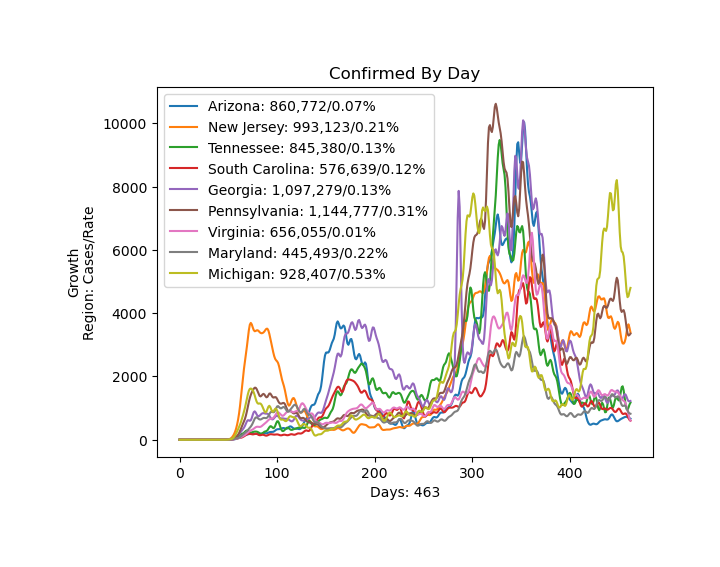 Confirmed By Day
Growth
Region: Cases/Rate
10000
8000
6000
4000
2000
0
Arizona: 860,772/0.07%
New Jersey: 993,123/0.21%
Tennessee: 845,380/0.13%
South Carolina: 576,639/0.12%
Georgia: 1,097,279/0.13%
Pennsylvania: 1,144,777/0.31%
Virginia: 656,055/0.01%
Maryland: 445,493/0.22%
Michigan: 928,407/0.53%
0 100 200 300 400
Days: 463